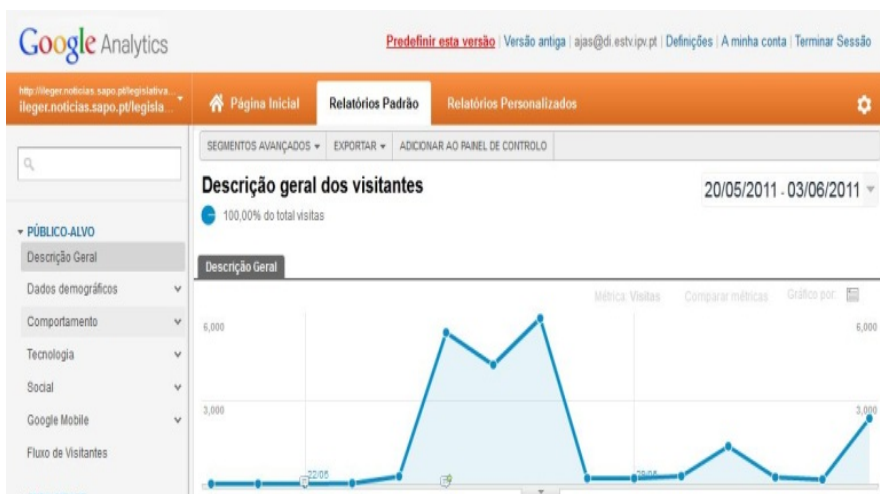 Google Analytics
Predefinir esta versão | Versão antiga | ajas@di.estv.ipv.pt | Definições | A minha conta | Terminar Sessão
http://ileger.noticias.sapo.pt/legislativa...
ileger.noticias.sapo.pt/legisla...
Página Inicial
Relatórios Padrão
Relatórios Personalizados
SEGMENTOS AVANÇADOS
EXPORTAR
ADICIONAR AO PAINEL DE CONTROLO
Descrição geral dos visitantes
20/05/2011 - 03/06/2011
100,00% do total visitas
PÚBLICO-ALVO
Descrição Geral
Dados demográficos
Comportamento
Tecnologia
Social
Google Mobile
Fluxo de Visitantes
Descrição Geral
Métrica: Visitas
Comparar métricas
Gráfico por:
6,000
6,000
3,000
3,000
22/05
29/05